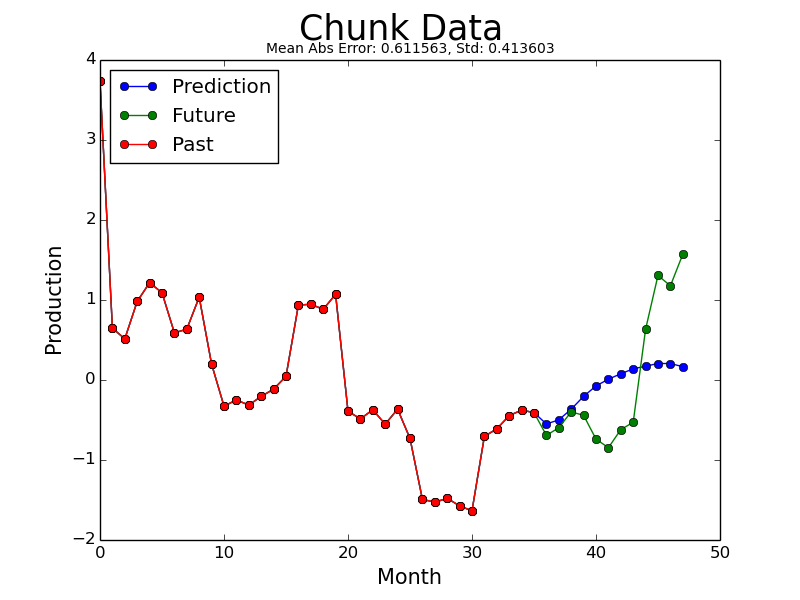 Chunk Data
Mean Abs Error: 0.611563, Std: 0.413603
4
3
2
1
0
−1
−2
Production
Prediction
Future
Past
0 10 20 30 40 50
Month